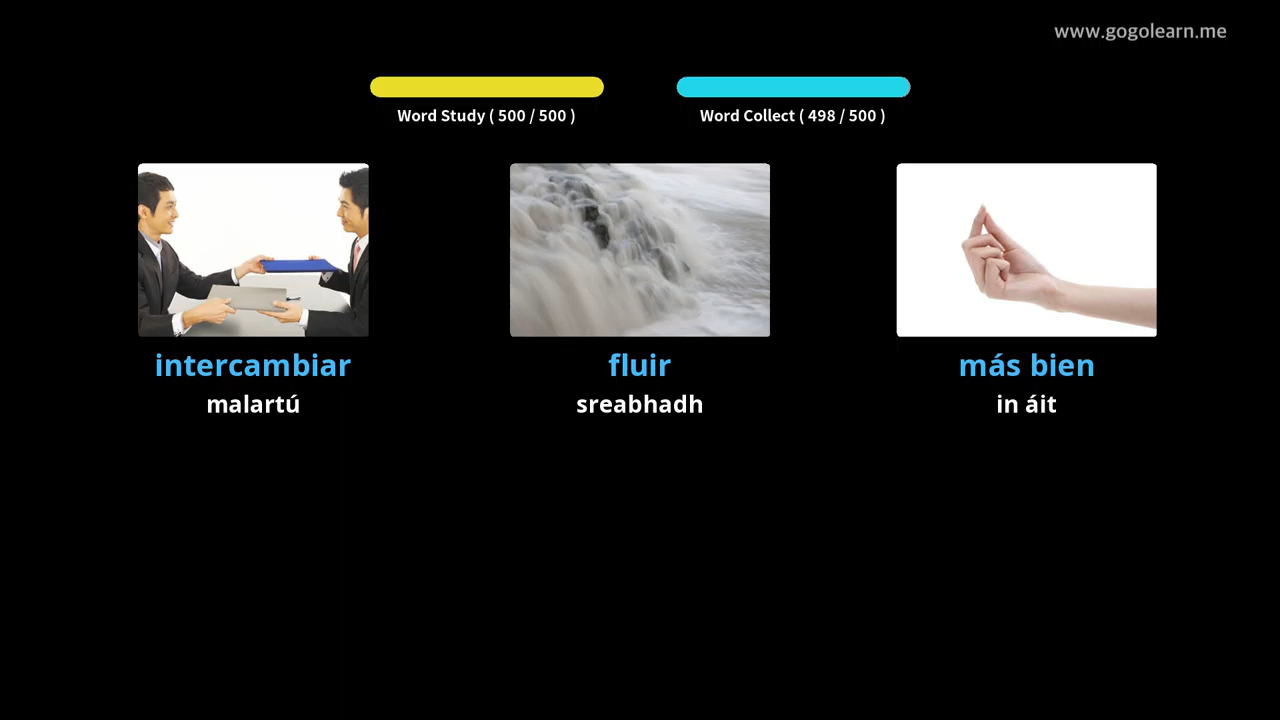 www.gogolearn.me
Word Study ( 500 / 500 )
Word Collect ( 498 / 500 )
intercambiar
malartú
fluir
sreabhadh
más bien
in áit